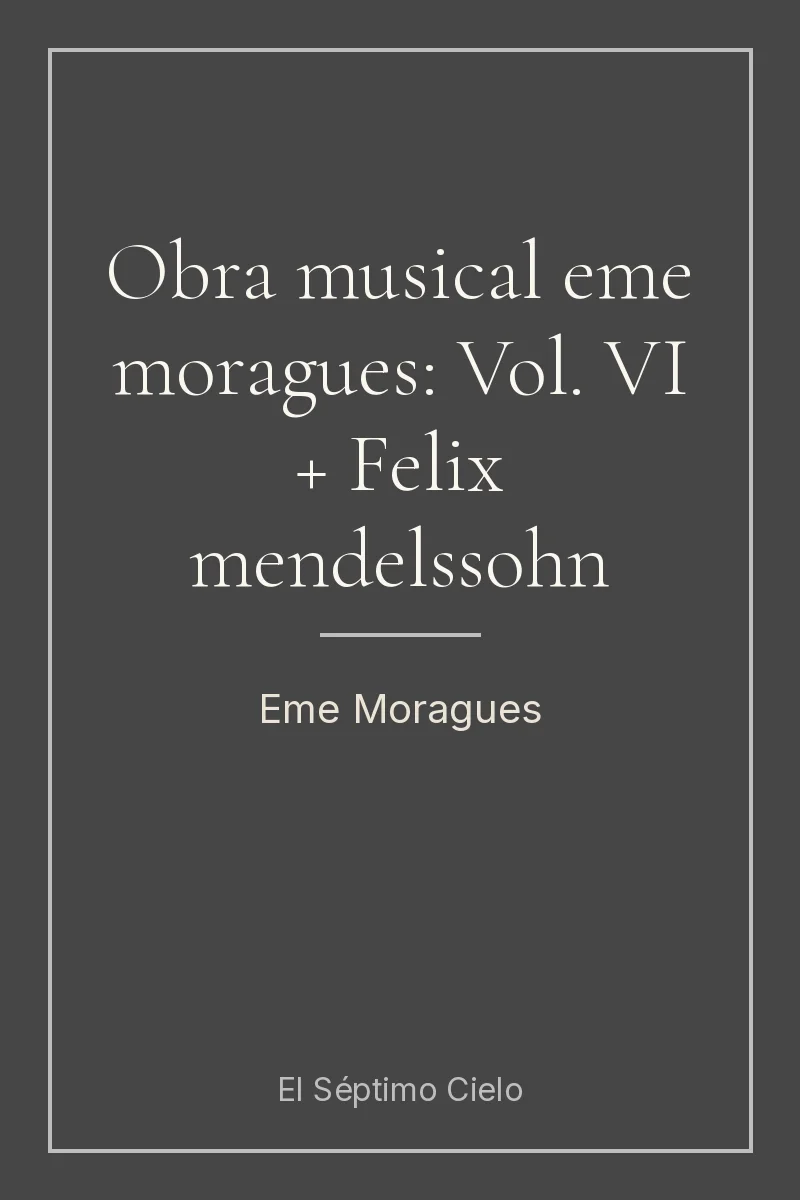 Obra musical eme
moragues: Vol. VI
+ Felix
mendelssohn
Eme Moragues
El Séptimo Cielo